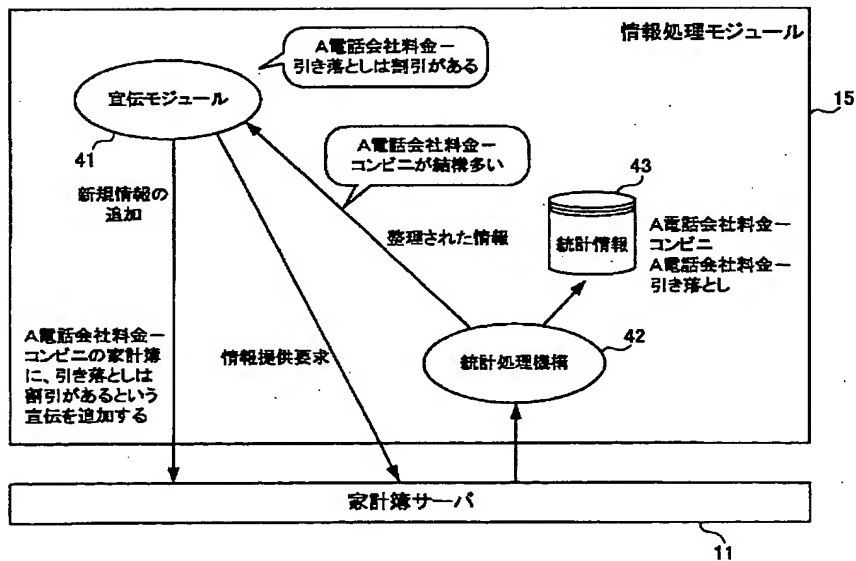 情報処理モジュール
A電話会社料金ー
引き落としは割引がある
宣伝モジュール
15
41
A電話会社料金ー
コンビニが結構多い
43
新規情報の
追加
統計情報
A電話会社料金ー
コンビニ
A電話会社料金ー
引き落とし
整理された情報
42
A電話会社料金ー
コンビニの家計簿
に、引き落としは
割引があるという
宣伝を追加する
情報提供要求
統計処理機構
家計簿サーバ
11